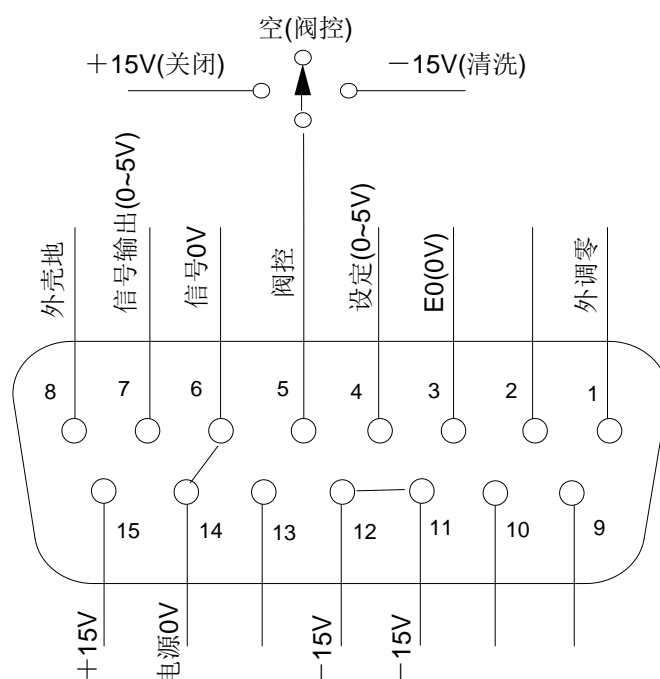 空(阀控)
＋15V(关闭)
－15V(清洗)
外壳地
信号输出(0~5V)
信号0V
阀控
设定(0~5V)
E0(0V)
外调零
8
7
6
5
4
3
2
1
15
14
13
12
11
10
9
＋15V
电源0V
－15V
－15V